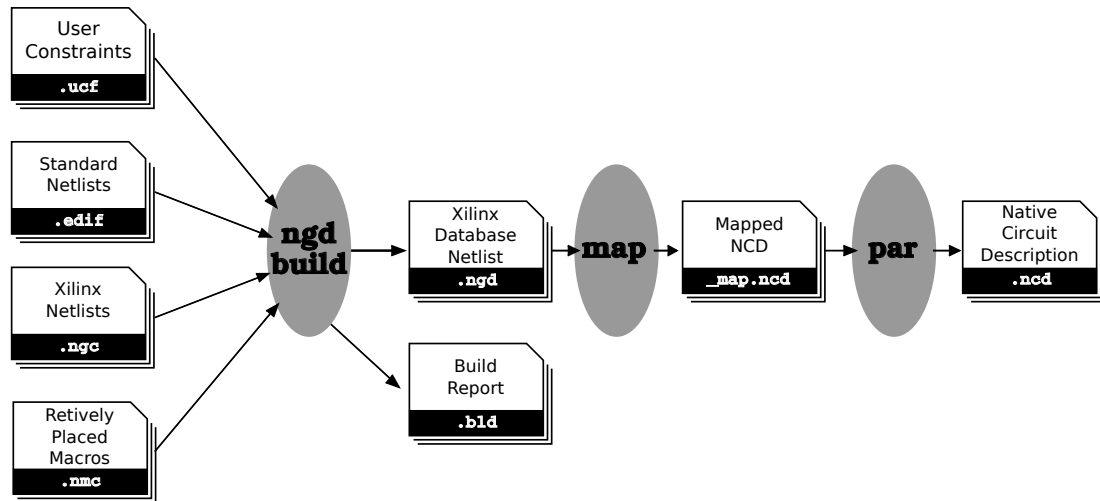 User
Constraints
.ucf
Standard
Netlists
.edif
Xilinx
Netlists
.ngc
Retively
Placed
Macros
.nmc
ngd
build
Xilinx
Database
Netlist
.ngd
Build
Report
.bld
map
Mapped
NCD
_map.ncd
par
Native
Circuit
Description
.ncd